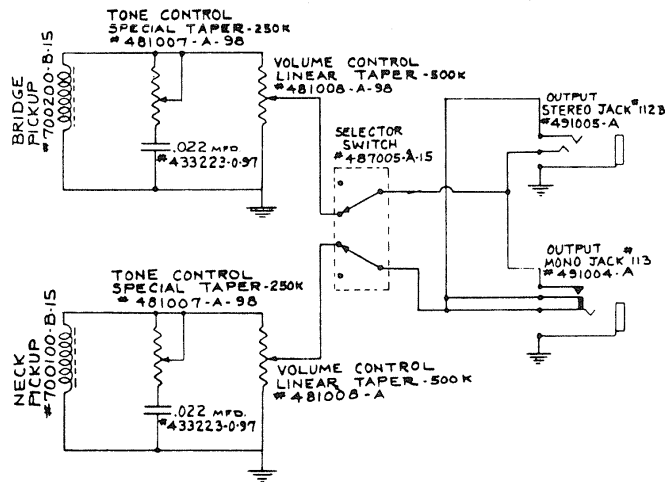 TONE CONTROL
SPECIAL TAPER-250K
#481007-A-98
BRIDGE
PICKUP
#700200-B-15
VOLUME CONTROL
LINEAR TAPER-500K
#481008-A-98
.022 MFD.
#433223-0-97
SELECTOR
SWITCH
#487005-A-15
OUTPUT
STEREO JACK #112B
#491005-A
OUTPUT
MONO JACK #113
#491004-A
TONE CONTROL
SPECIAL TAPER-250K
#481007-A-98
NECK
PICKUP
#700100-B-15
VOLUME CONTROL
LINEAR TAPER-500K
#481008-A
.022 MFD.
#433223-0-97